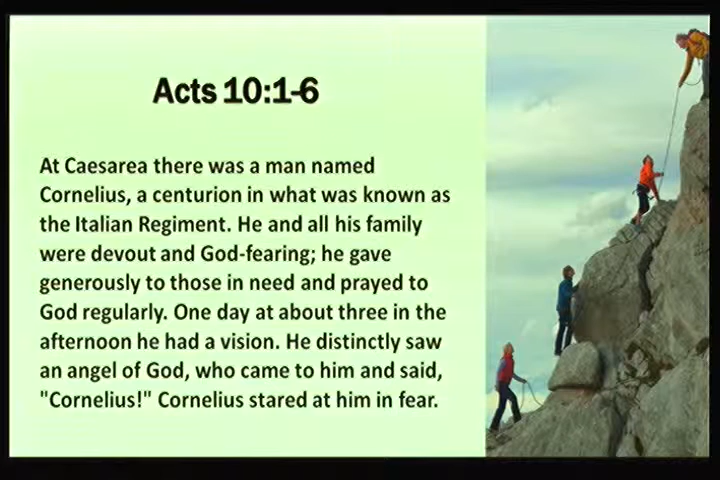 Acts 10:1-6
At Caesarea there was a man named
Cornelius, a centurion in what was known as
the Italian Regiment. He and all his family
were devout and God-fearing; he gave
generously to those in need and prayed to
God regularly. One day at about three in the
afternoon he had a vision. He distinctly saw
an angel of God, who came to him and said,
"Cornelius!" Cornelius stared at him in fear.